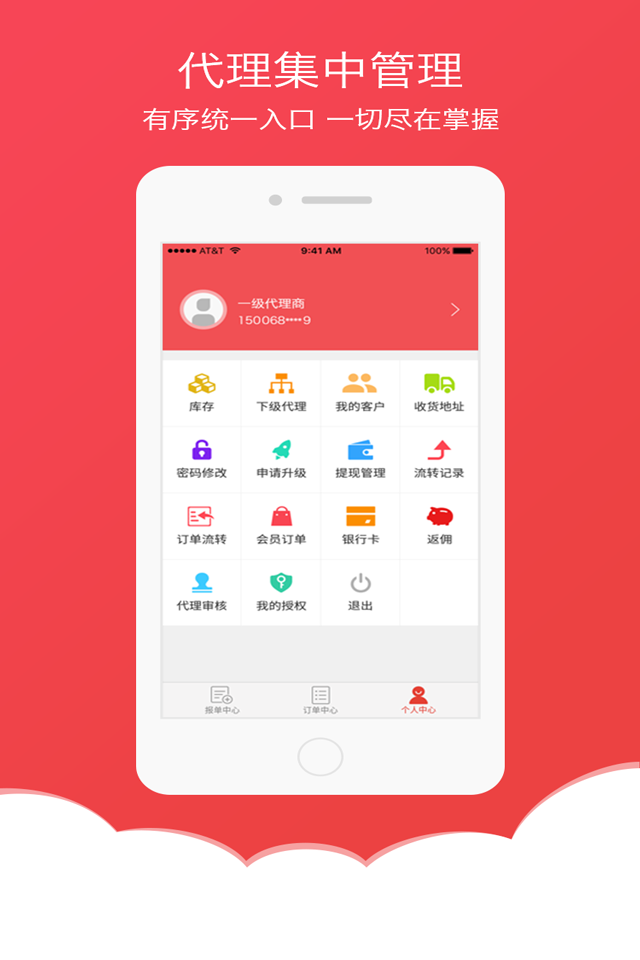 代理集中管理
有序统一入口 一切尽在掌握
AT&T 9:41 AM 100%
一级代理商
150068****9
库存 下级代理 我的客户 收货地址
密码修改 申请升级 提现管理 流转记录
订单流转 会员订单 银行卡 返佣
代理审核 我的授权 退出
报单中心 订单中心 个人中心